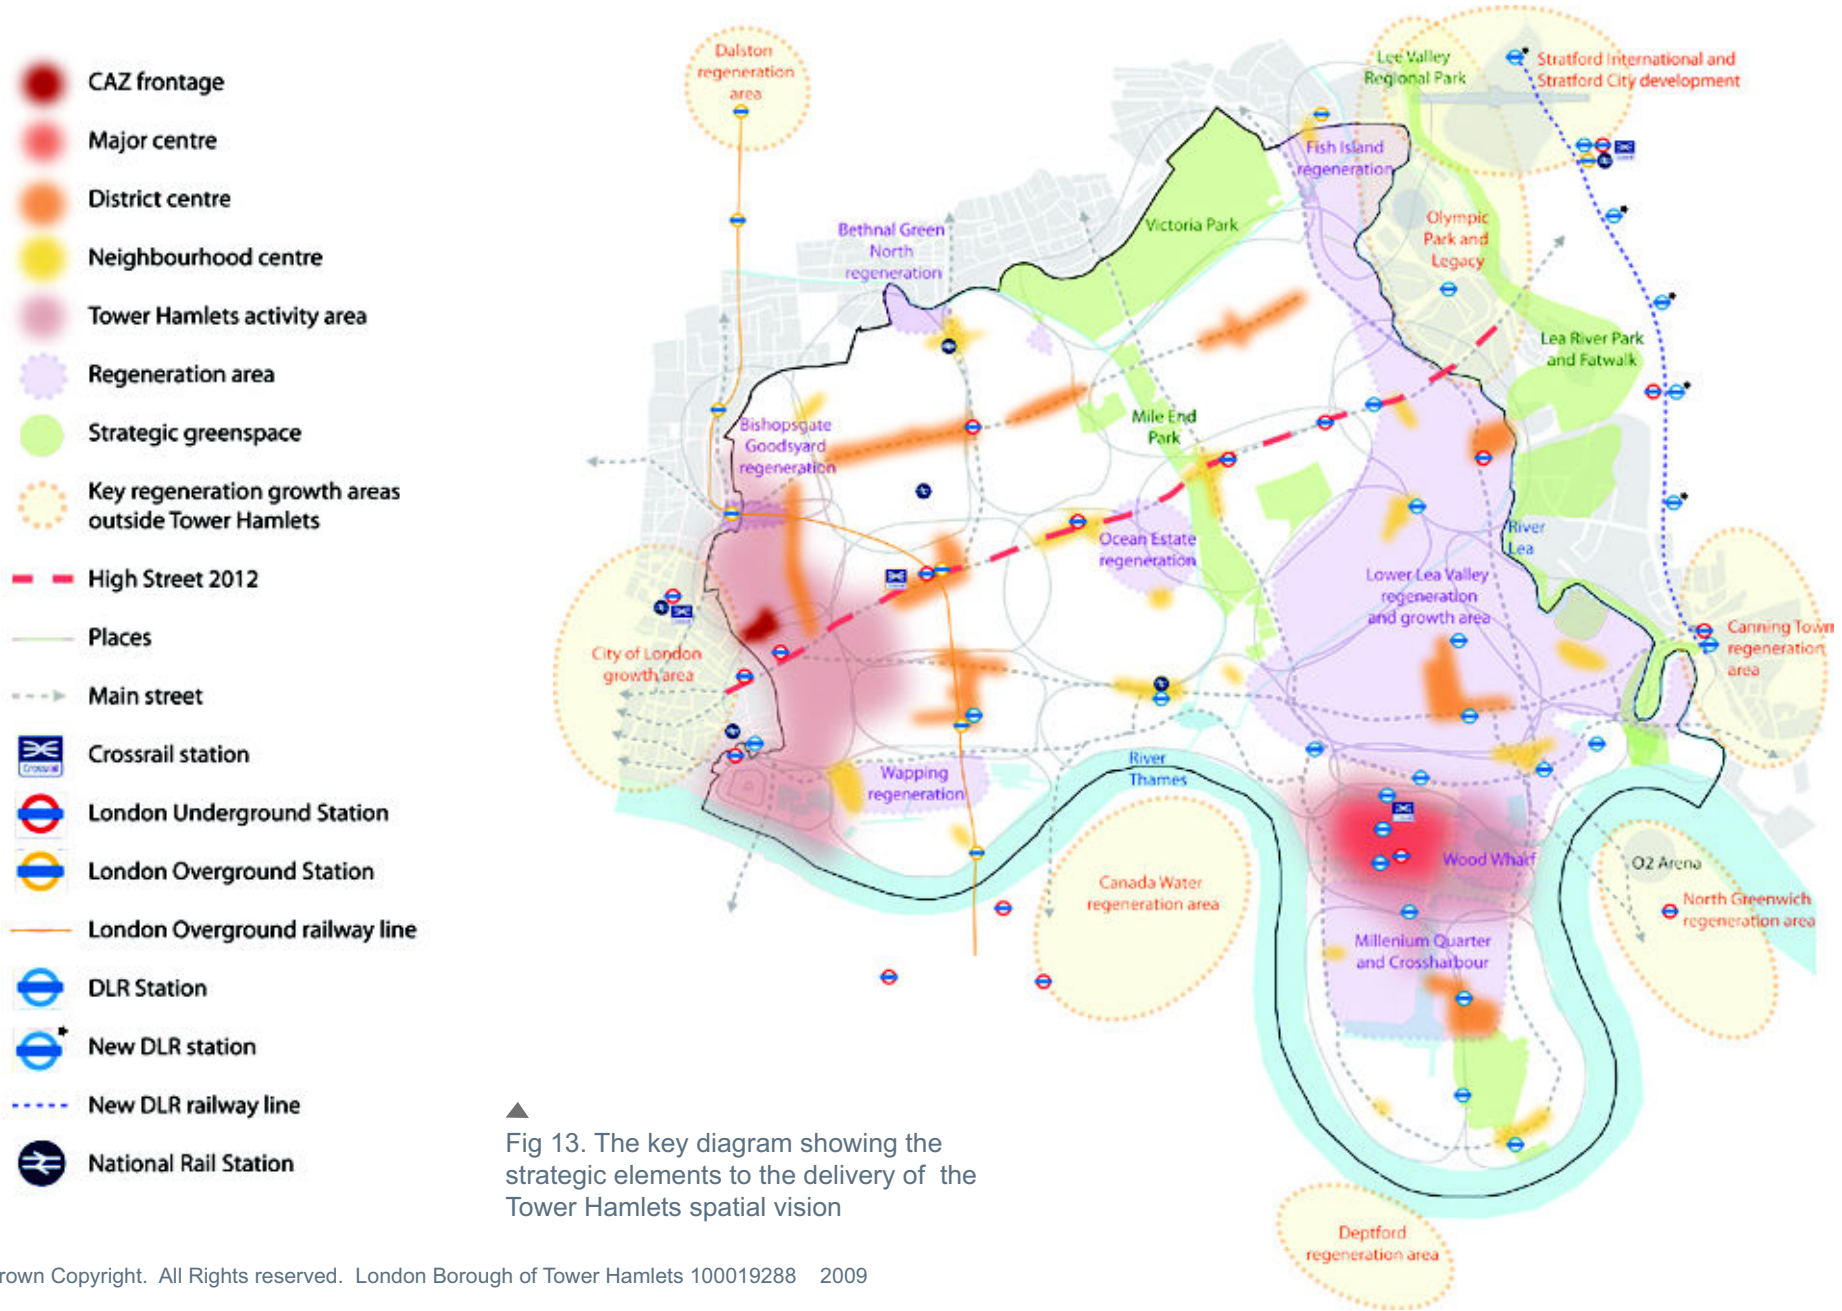 CAZ frontage
Major centre
District centre
Neighbourhood centre
Tower Hamlets activity area
Regeneration area
Strategic greenspace
Key regeneration growth areas
outside Tower Hamlets
High Street 2012
Places
Main street
Crossrail station
London Underground Station
London Overground Station
London Overground railway line
DLR Station
New DLR station
New DLR railway line
National Rail Station
Dalston
regeneration
area
Lee Valley
Regional Park
Stratford International and
Stratford City development
Fish Island
regeneration
Victoria Park
Olympic
Park and
Legacy
Bethnal Green
North
regeneration
Lea River Park
and Fatwalk
Bishopsgate
Goodsyard
regeneration
Mile End
Park
Ocean Estate
regeneration
River
Lea
Lower Lea Valley
regeneration
and growth area
City of London
growth area
Canning Town
regeneration
area
River
Thames
Wapping
regeneration
Wood Wharf
O2 Arena
Canada Water
regeneration area
North Greenwich
regeneration area
Millenium Quarter
and Crossharbour
Deptford
regeneration area
Fig 13. The key diagram showing the
strategic elements to the delivery of the
Tower Hamlets spatial vision
rown Copyright. All Rights reserved. London Borough of Tower Hamlets 100019288 2009